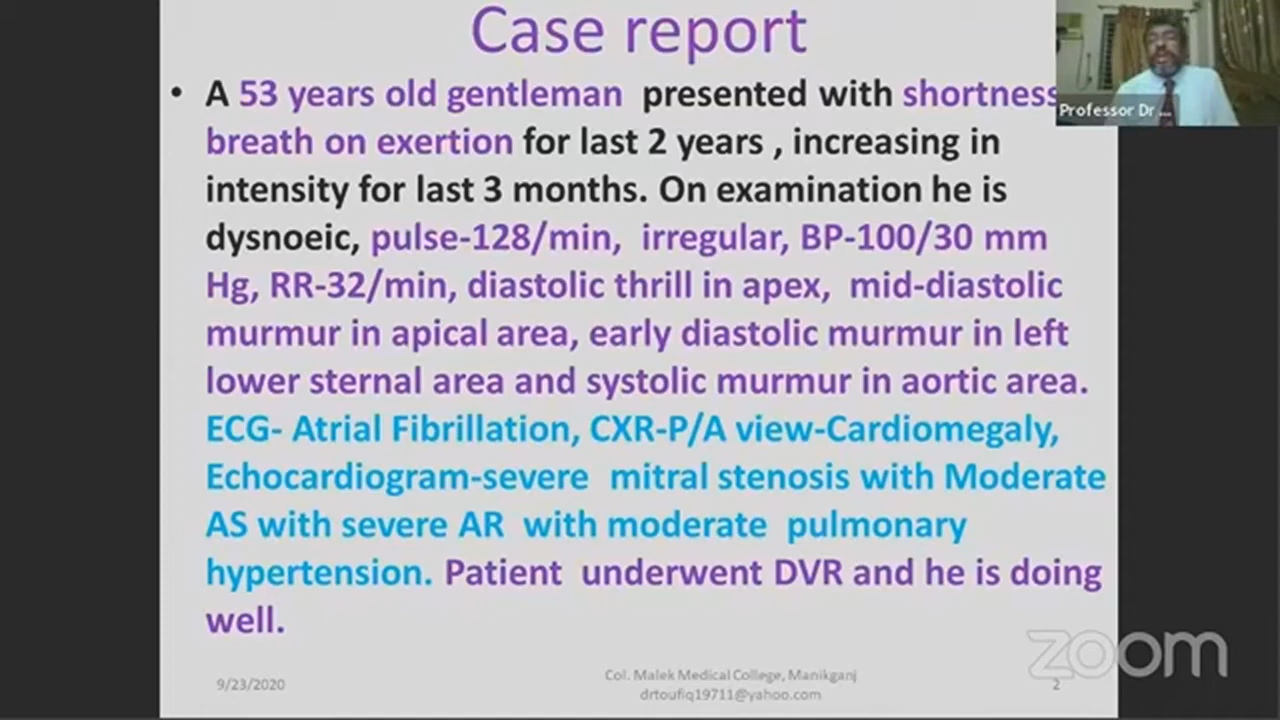 Case report
• A 53 years old gentleman presented with shortness
breath on exertion for last 2 years , increasing in
intensity for last 3 months. On examination he is
dysnoeic, pulse-128/min, irregular, BP-100/30 mm
Hg, RR-32/min, diastolic thrill in apex, mid-diastolic
murmur in apical area, early diastolic murmur in left
lower sternal area and systolic murmur in aortic area.
ECG- Atrial Fibrillation, CXR-P/A view-Cardiomegaly,
Echocardiogram-severe mitral stenosis with Moderate
AS with severe AR with moderate pulmonary
hypertension. Patient underwent DVR and he is doing
well.
Professor Dr ...
9/23/2020
Col. Malek Medical College, Manikganj
drtoufiq19711@yahoo.com
2
zoom